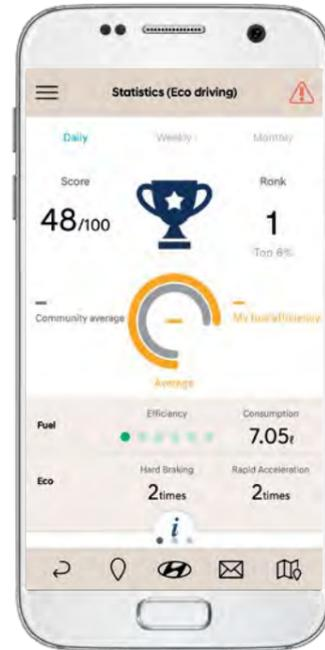 Statistics (Eco driving)
Daily Weekly Monthly
Score
48/100
Rank
1
Top 6%
Community average
My fuel efficiency
Average
Fuel
Efficiency
Consumption
7.05ℓ
Eco
Hard Braking
2times
Rapid Acceleration
2times
i